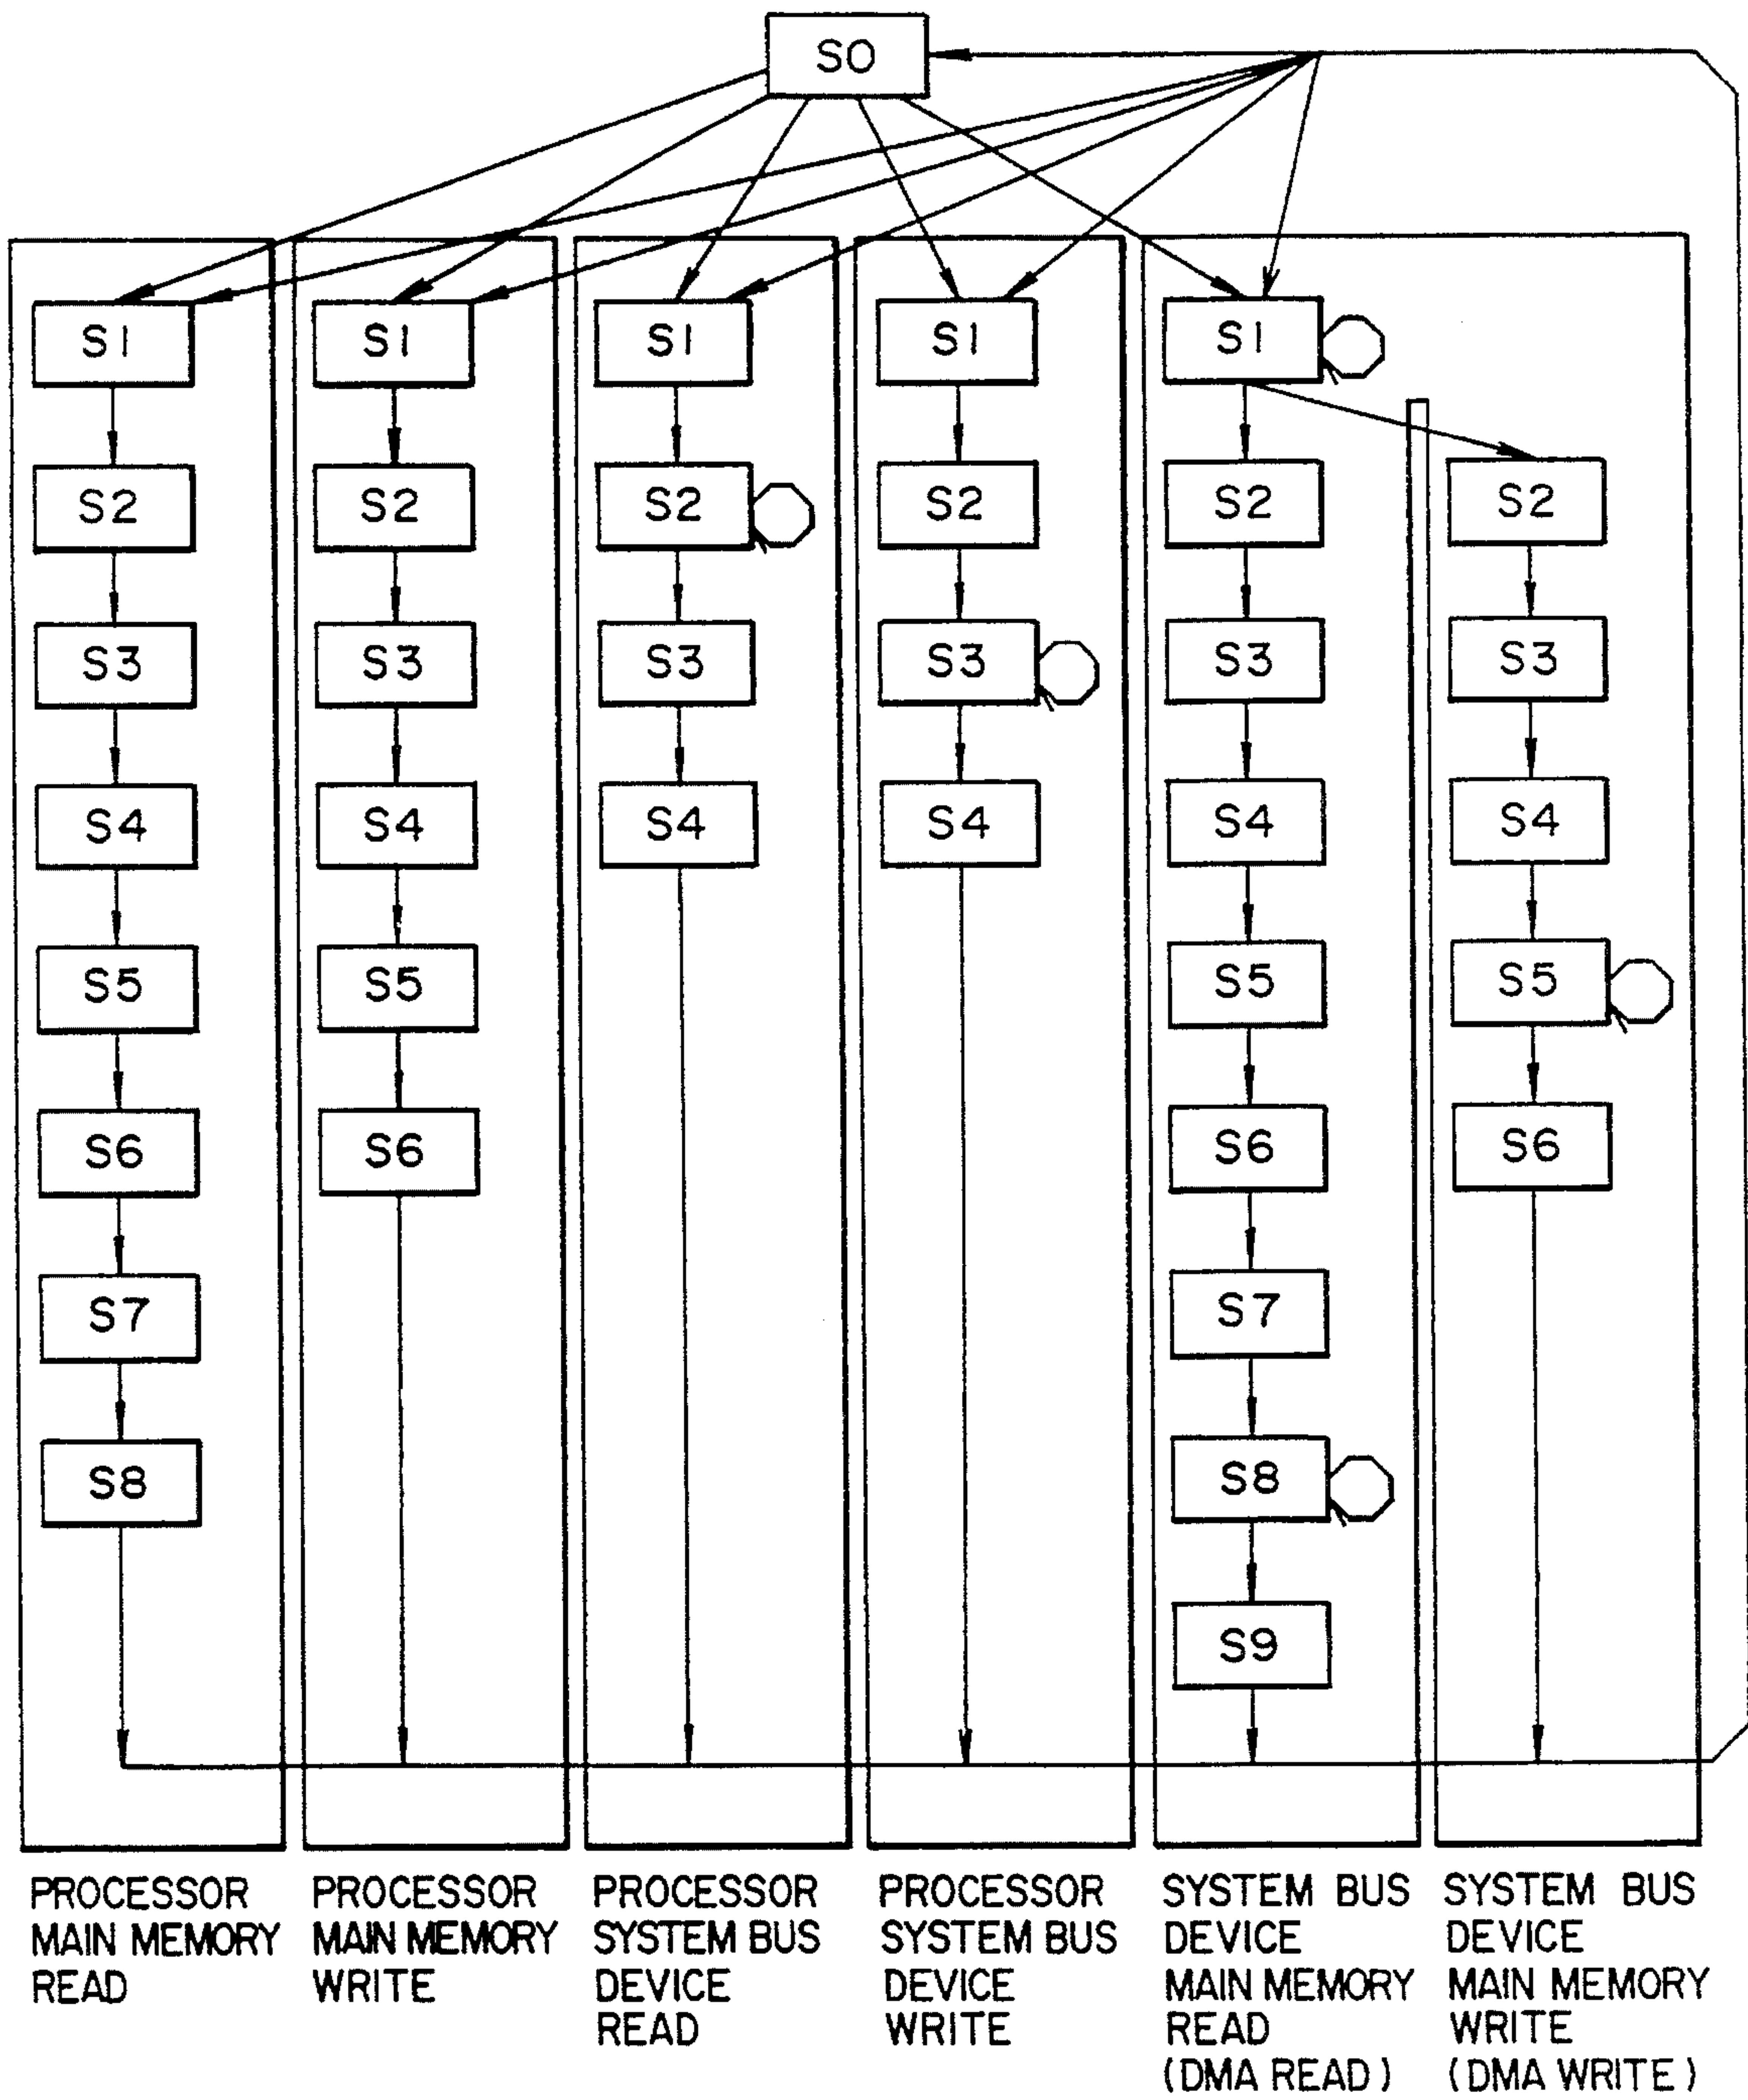 S0
S1
S2
S3
S4
S5
S6
S7
S8
PROCESSOR
MAIN MEMORY
READ
S1
S2
S3
S4
S5
S6
PROCESSOR
MAIN MEMORY
WRITE
S1
S2
S3
S4
PROCESSOR
SYSTEM BUS
DEVICE
READ
S1
S2
S3
S4
PROCESSOR
SYSTEM BUS
DEVICE
WRITE
S1
S2
S3
S4
S5
S6
S7
S8
S9
SYSTEM BUS
DEVICE
MAIN MEMORY
READ
(DMA READ)
S2
S3
S4
S5
S6
SYSTEM BUS
DEVICE
MAIN MEMORY
WRITE
(DMA WRITE)